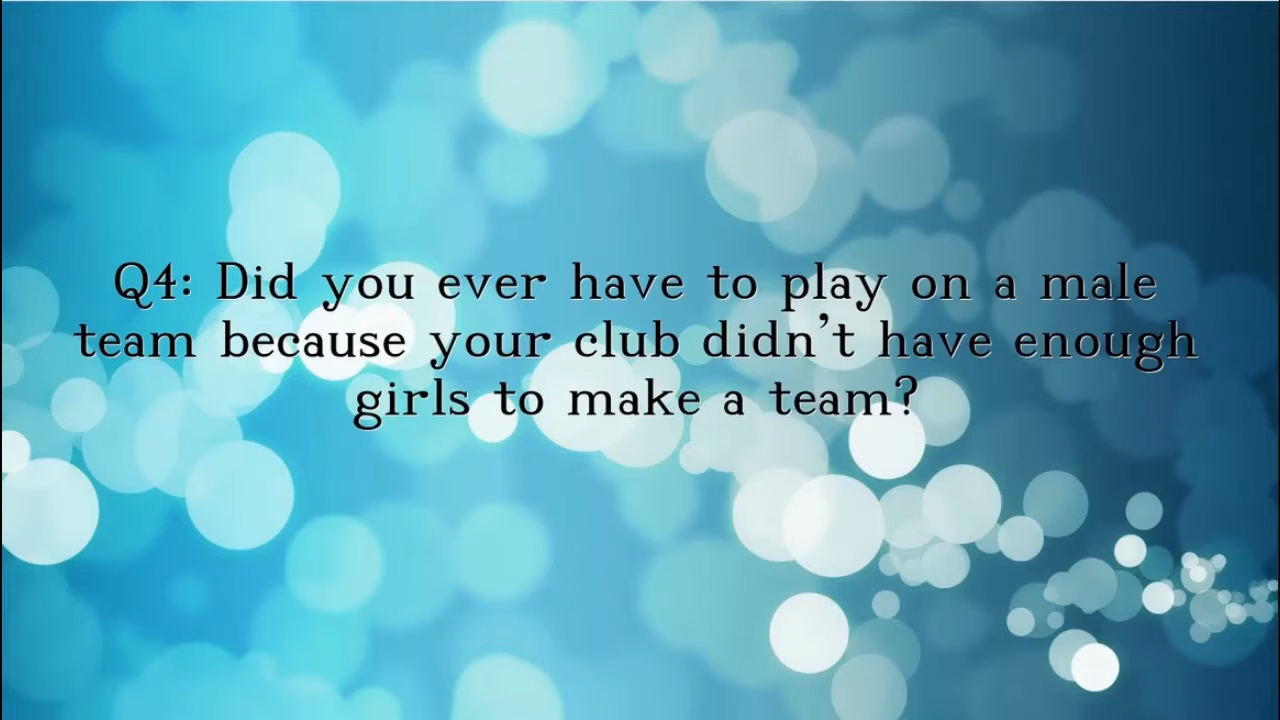 Q4: Did you ever have to play on a male
team because your club didn't have enough
girls to make a team?